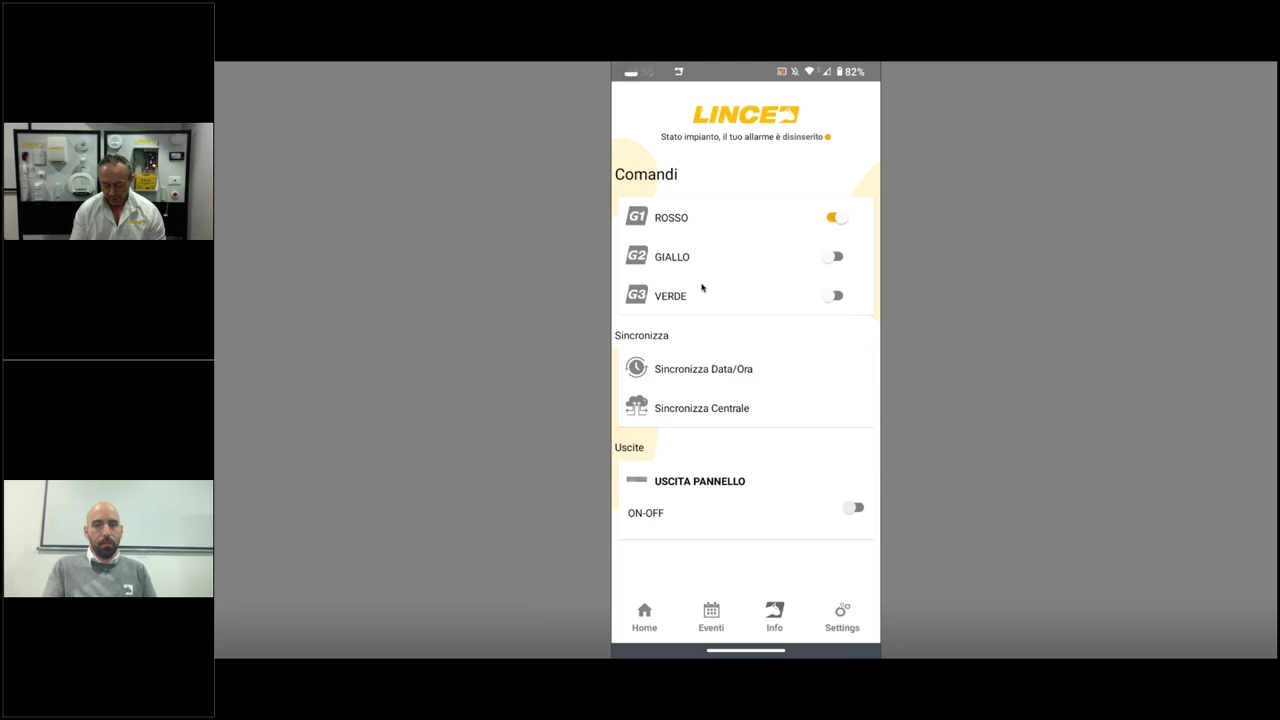 82%
LINCE
Stato impianto, il tuo allarme è disinserito
Comandi
G1 ROSSO
G2 GIALLO
G3 VERDE
Sincronizza
Sincronizza Data/Ora
Sincronizza Centrale
Uscite
USCITA PANNELLO
ON-OFF
Home Eventi Info Settings